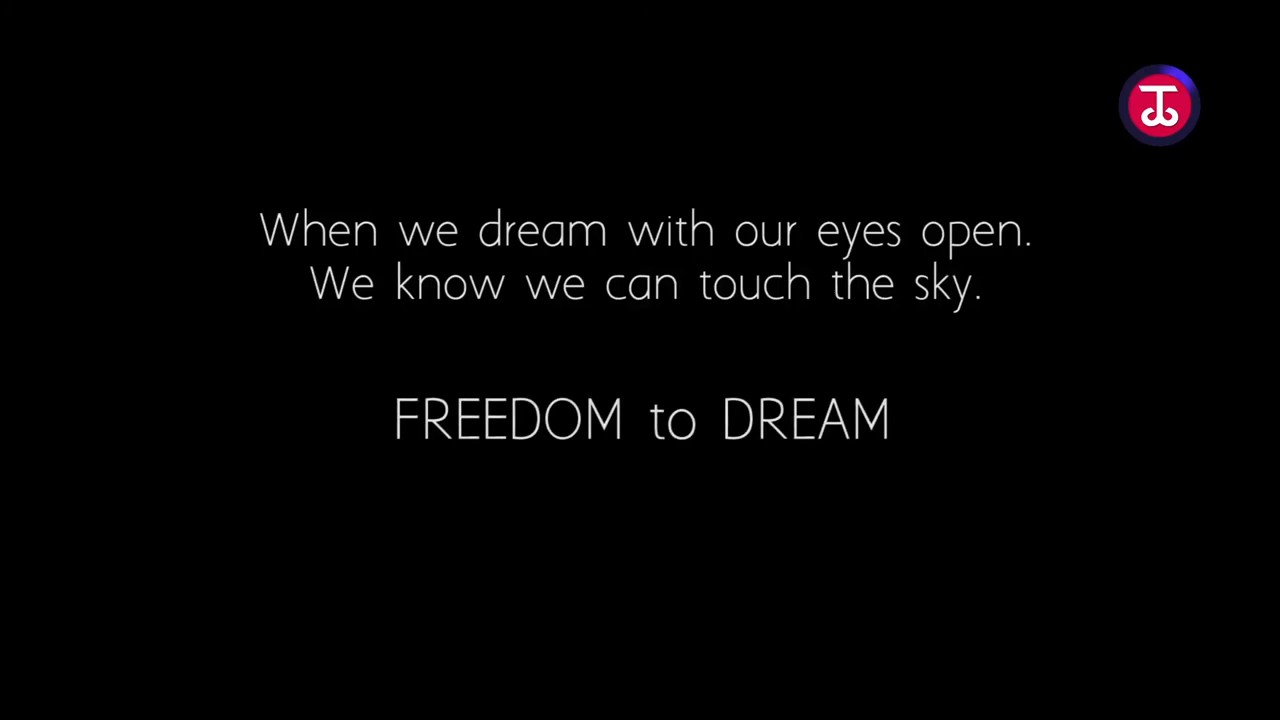 When we dream with our eyes open.
We know we can touch the sky.
FREEDOM to DREAM